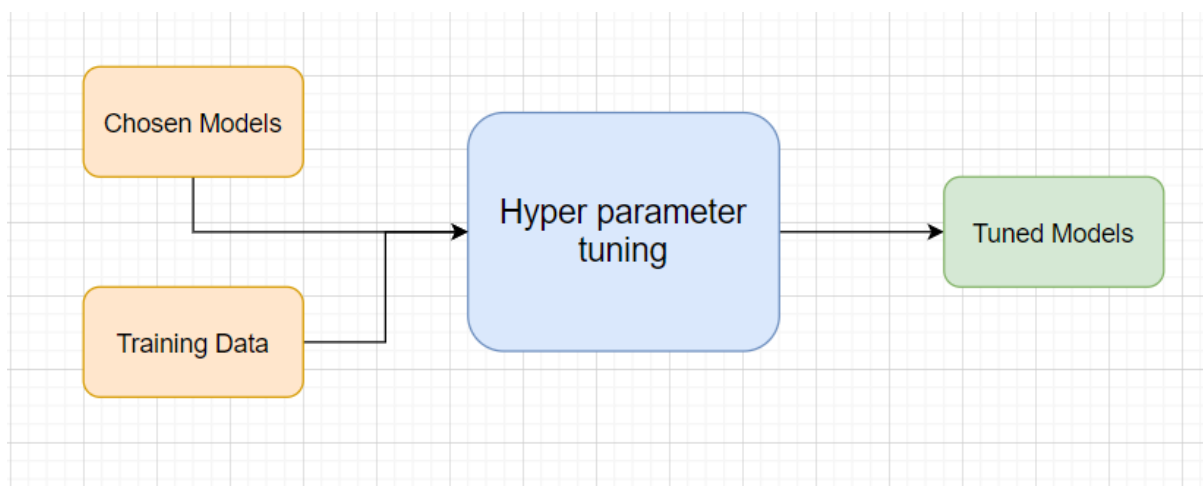 Chosen Models
Hyper parameter
tuning
Tuned Models
Training Data